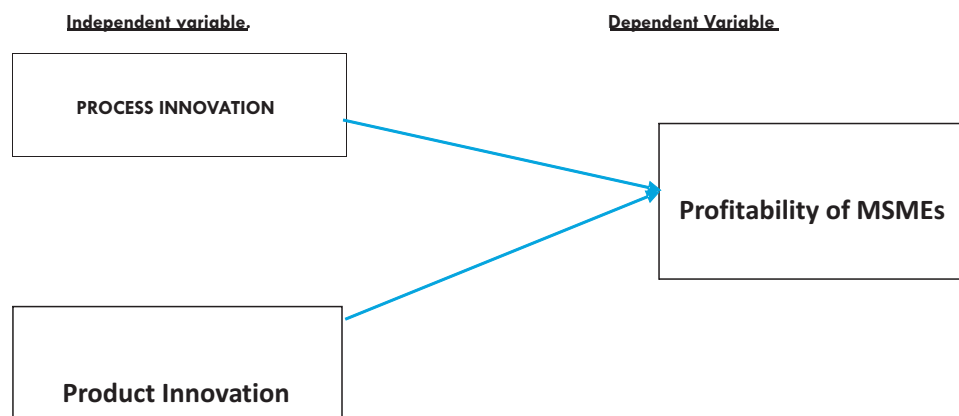 Independent variable.
Dependent Variable
PROCESS INNOVATION
Profitability of MSMEs
Product Innovation